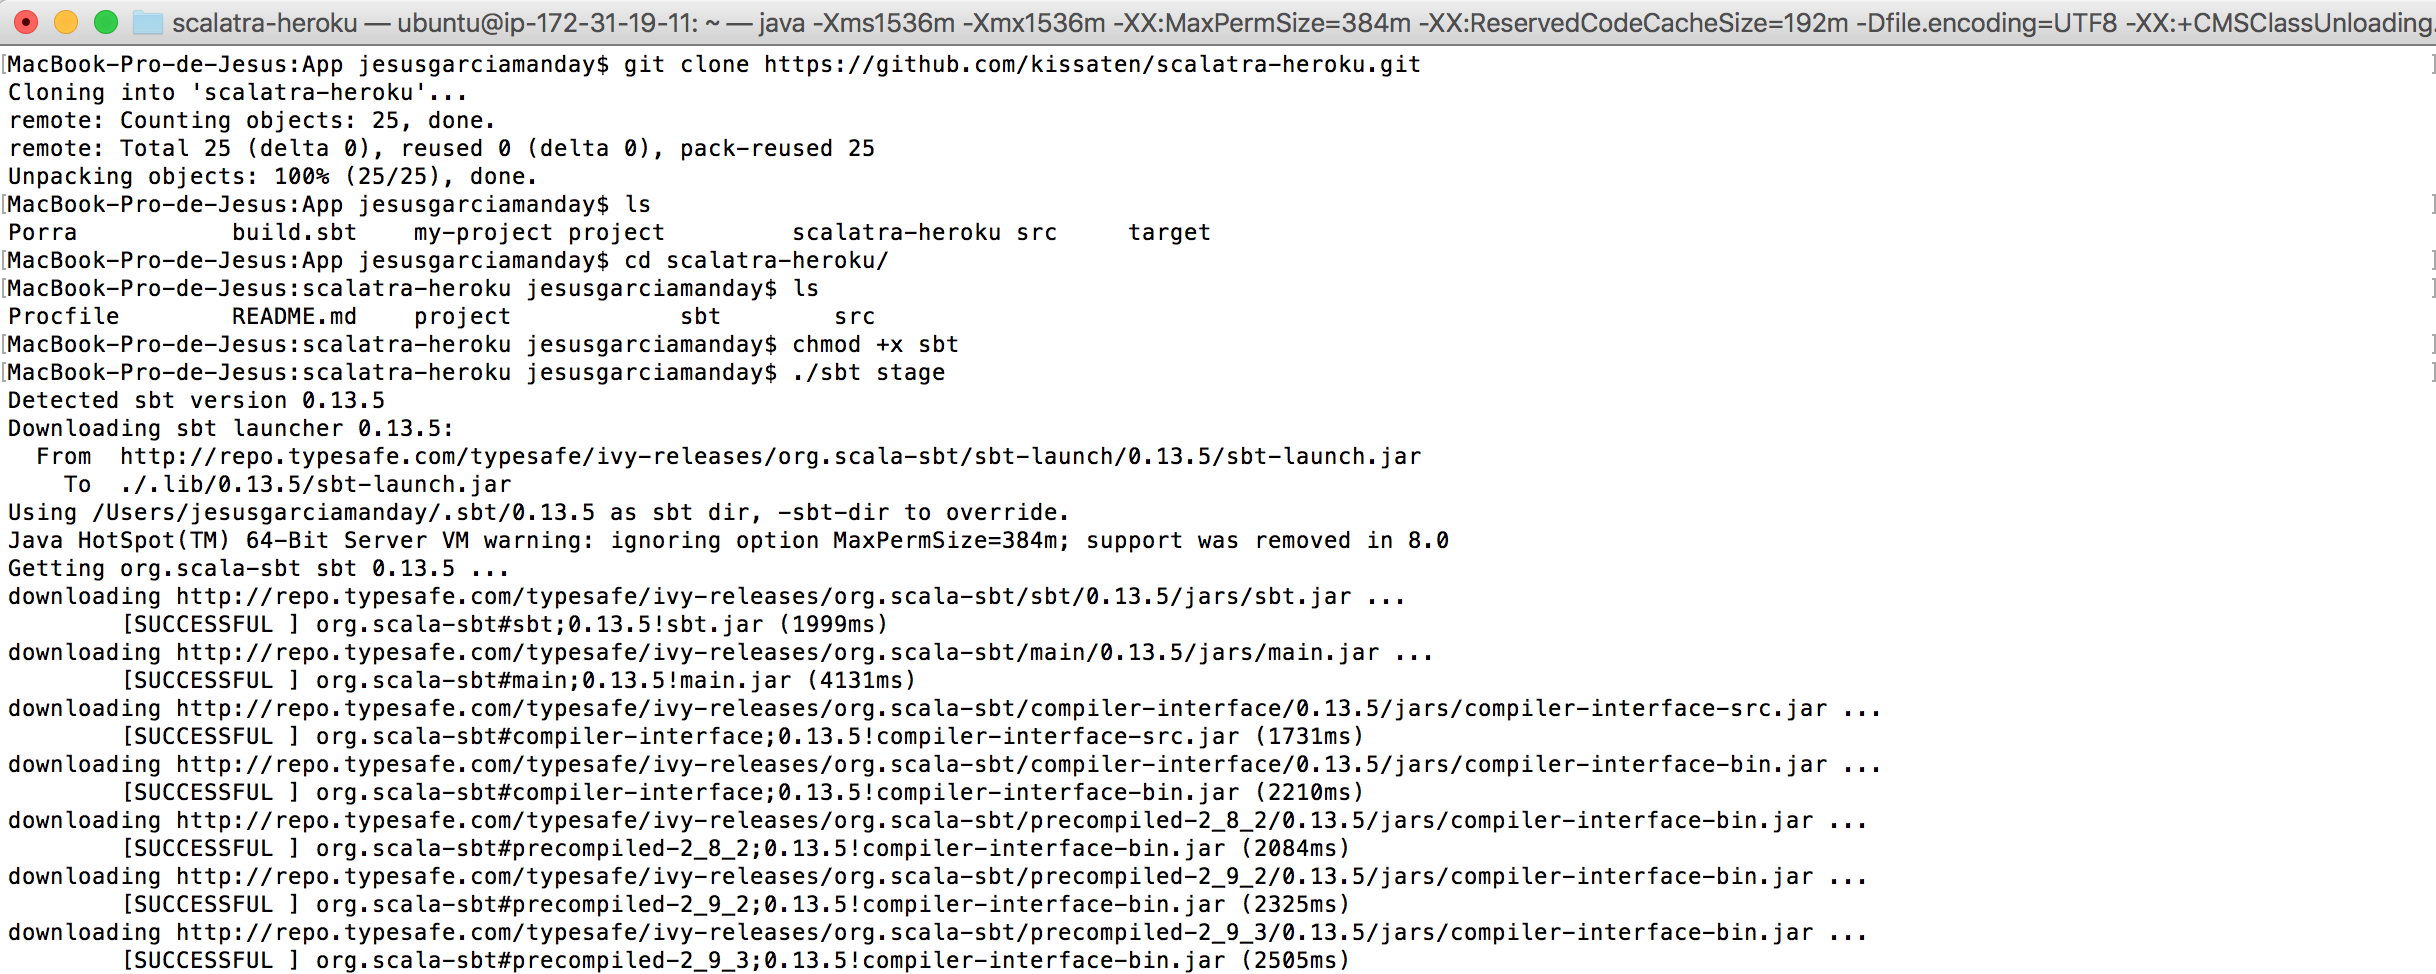 scalatra-heroku — ubuntu@ip-172-31-19-11: ~ — java -Xms1536m -Xmx1536m -XX:MaxPermSize=384m -XX:ReservedCodeCacheSize=192m -Dfile.encoding=UTF8 -XX:+CMSClassUnloading
[MacBook-Pro-de-Jesus:App jesusgarciamanday$ git clone https://github.com/kissaten/scalatra-heroku.git ]
Cloning into 'scalatra-heroku'...
remote: Counting objects: 25, done.
remote: Total 25 (delta 0), reused 0 (delta 0), pack-reused 25
Unpacking objects: 100% (25/25), done.
[MacBook-Pro-de-Jesus:App jesusgarciamanday$ ls ]
Porra           build.sbt    my-project project         scalatra-heroku src     target
[MacBook-Pro-de-Jesus:App jesusgarciamanday$ cd scalatra-heroku/ ]
[MacBook-Pro-de-Jesus:scalatra-heroku jesusgarciamanday$ ls ]
Procfile        README.md    project            sbt        src
[MacBook-Pro-de-Jesus:scalatra-heroku jesusgarciamanday$ chmod +x sbt ]
[MacBook-Pro-de-Jesus:scalatra-heroku jesusgarciamanday$ ./sbt stage ]
Detected sbt version 0.13.5
Downloading sbt launcher 0.13.5:
  From  http://repo.typesafe.com/typesafe/ivy-releases/org.scala-sbt/sbt-launch/0.13.5/sbt-launch.jar
    To  ./.lib/0.13.5/sbt-launch.jar
Using /Users/jesusgarciamanday/.sbt/0.13.5 as sbt dir, -sbt-dir to override.
Java HotSpot(TM) 64-Bit Server VM warning: ignoring option MaxPermSize=384m; support was removed in 8.0
Getting org.scala-sbt sbt 0.13.5 ...
downloading http://repo.typesafe.com/typesafe/ivy-releases/org.scala-sbt/sbt/0.13.5/jars/sbt.jar ...
        [SUCCESSFUL ] org.scala-sbt#sbt;0.13.5!sbt.jar (1999ms)
downloading http://repo.typesafe.com/typesafe/ivy-releases/org.scala-sbt/main/0.13.5/jars/main.jar ...
        [SUCCESSFUL ] org.scala-sbt#main;0.13.5!main.jar (4131ms)
downloading http://repo.typesafe.com/typesafe/ivy-releases/org.scala-sbt/compiler-interface/0.13.5/jars/compiler-interface-src.jar ...
        [SUCCESSFUL ] org.scala-sbt#compiler-interface;0.13.5!compiler-interface-src.jar (1731ms)
downloading http://repo.typesafe.com/typesafe/ivy-releases/org.scala-sbt/compiler-interface/0.13.5/jars/compiler-interface-bin.jar ...
        [SUCCESSFUL ] org.scala-sbt#compiler-interface;0.13.5!compiler-interface-bin.jar (2210ms)
downloading http://repo.typesafe.com/typesafe/ivy-releases/org.scala-sbt/precompiled-2_8_2/0.13.5/jars/compiler-interface-bin.jar ...
        [SUCCESSFUL ] org.scala-sbt#precompiled-2_8_2;0.13.5!compiler-interface-bin.jar (2084ms)
downloading http://repo.typesafe.com/typesafe/ivy-releases/org.scala-sbt/precompiled-2_9_2/0.13.5/jars/compiler-interface-bin.jar ...
        [SUCCESSFUL ] org.scala-sbt#precompiled-2_9_2;0.13.5!compiler-interface-bin.jar (2325ms)
downloading http://repo.typesafe.com/typesafe/ivy-releases/org.scala-sbt/precompiled-2_9_3/0.13.5/jars/compiler-interface-bin.jar ...
        [SUCCESSFUL ] org.scala-sbt#precompiled-2_9_3;0.13.5!compiler-interface-bin.jar (2505ms)